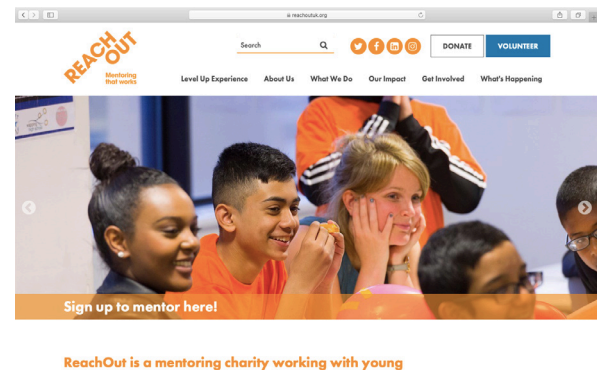 reachoutuk.org
REACH
OUT
Mentoring
that works
Search
DONATE
VOLUNTEER
Level Up Experience
About Us
What We Do
Our Impact
Get Involved
What's Happening
Sign up to mentor here!
ReachOut is a mentoring charity working with young